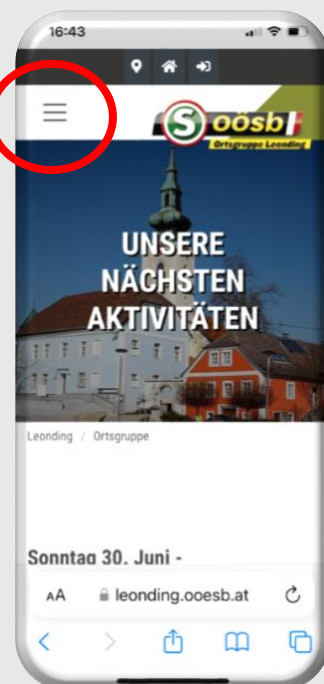 16:43
S oösb
Ortsgruppe Leonding
UNSERE
NÄCHSTEN
AKTIVITÄTEN
Leonding / Ortsgruppe
Sonntag 30. Juni -
AA leonding.ooesb.at